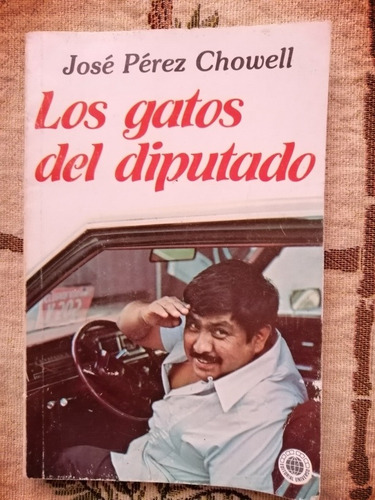 José Pérez Chowell
Los gatos
del diputado